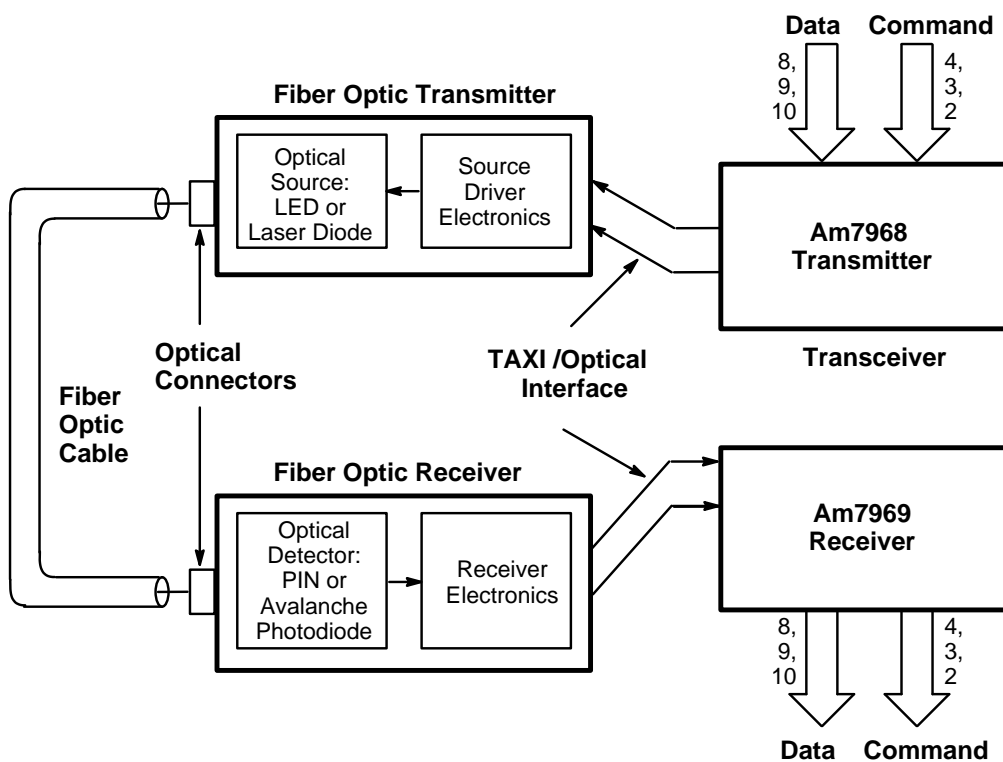 Data Command
8,
9,
10
4,
3,
2
Fiber Optic Transmitter
Optical
Source:
LED or
Laser Diode
Source
Driver
Electronics
Am7968
Transmitter
Transceiver
Optical
Connectors
TAXI /Optical
Interface
Fiber
Optic
Cable
Fiber Optic Receiver
Optical
Detector:
PIN or
Avalanche
Photodiode
Receiver
Electronics
Am7969
Receiver
8,
9,
10
4,
3,
2
Data Command